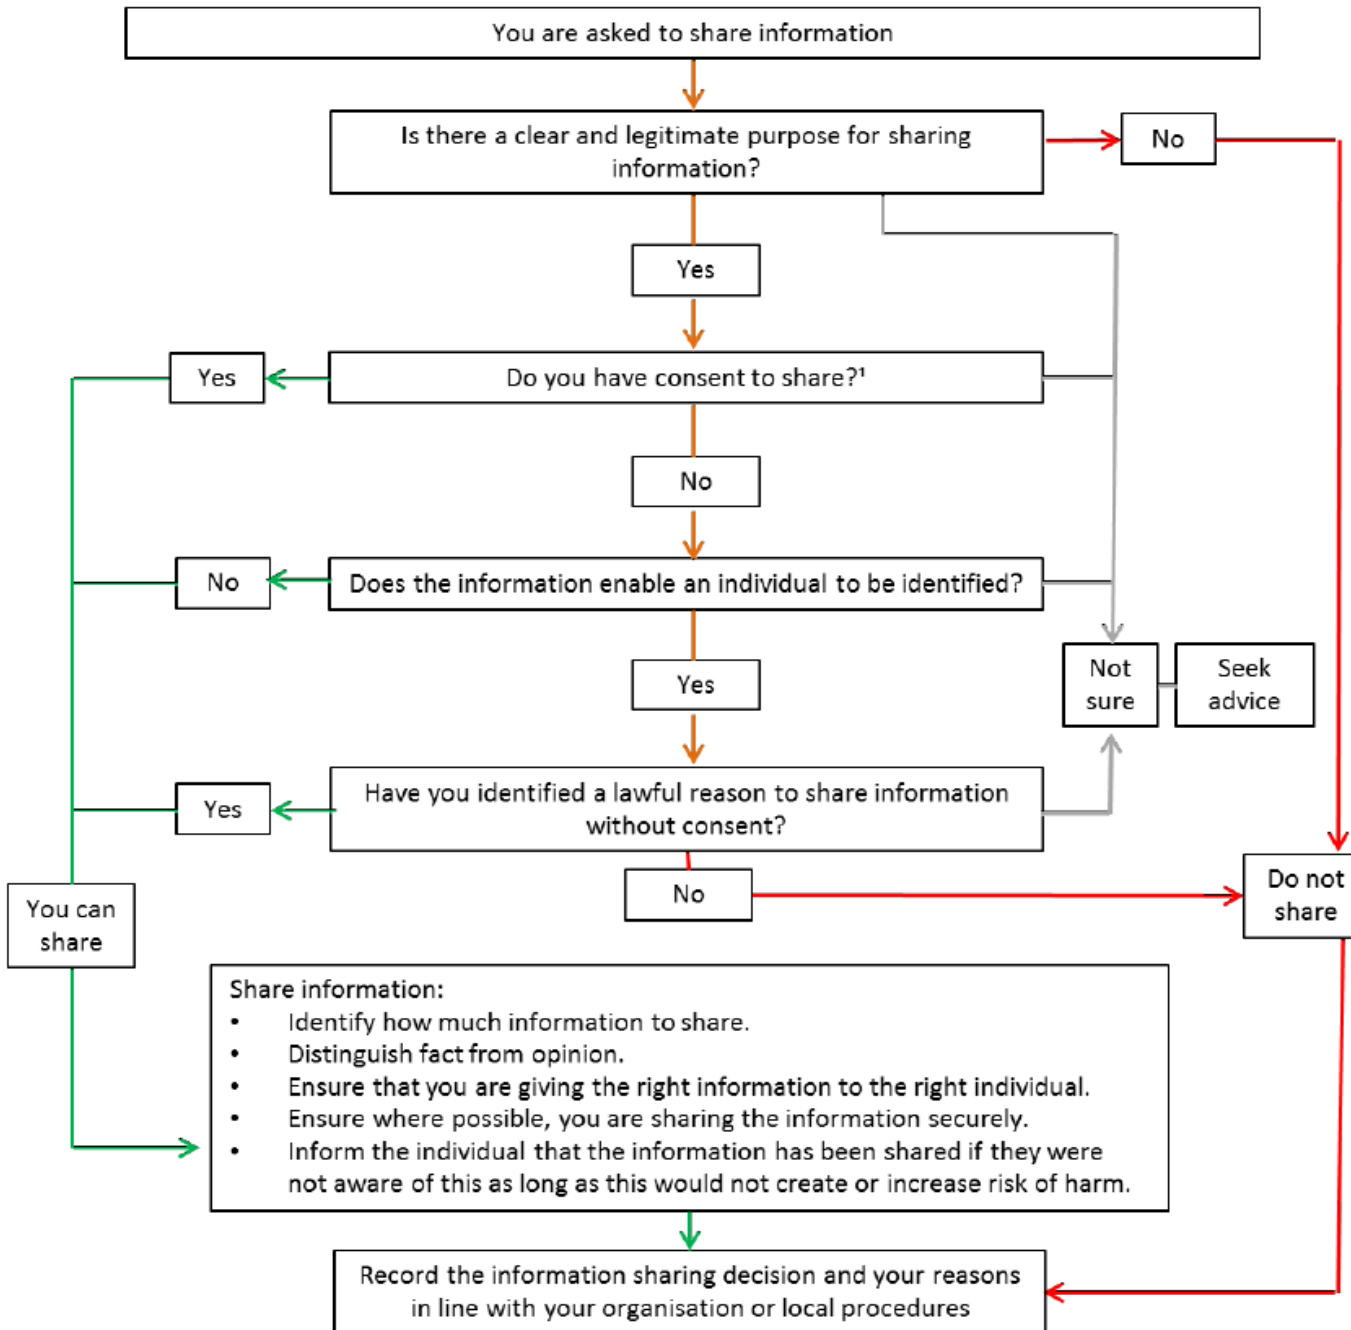 You are asked to share information
Is there a clear and legitimate purpose for sharing
information?
No
Yes
Yes
Do you have consent to share?¹
No
No
Does the information enable an individual to be identified?
Yes
Not
sure
Seek
advice
Yes
Have you identified a lawful reason to share information
without consent?
No
Do not
share
You can
share
Share information:
• Identify how much information to share.
• Distinguish fact from opinion.
• Ensure that you are giving the right information to the right individual.
• Ensure where possible, you are sharing the information securely.
• Inform the individual that the information has been shared if they were
not aware of this as long as this would not create or increase risk of harm.
Record the information sharing decision and your reasons
in line with your organisation or local procedures